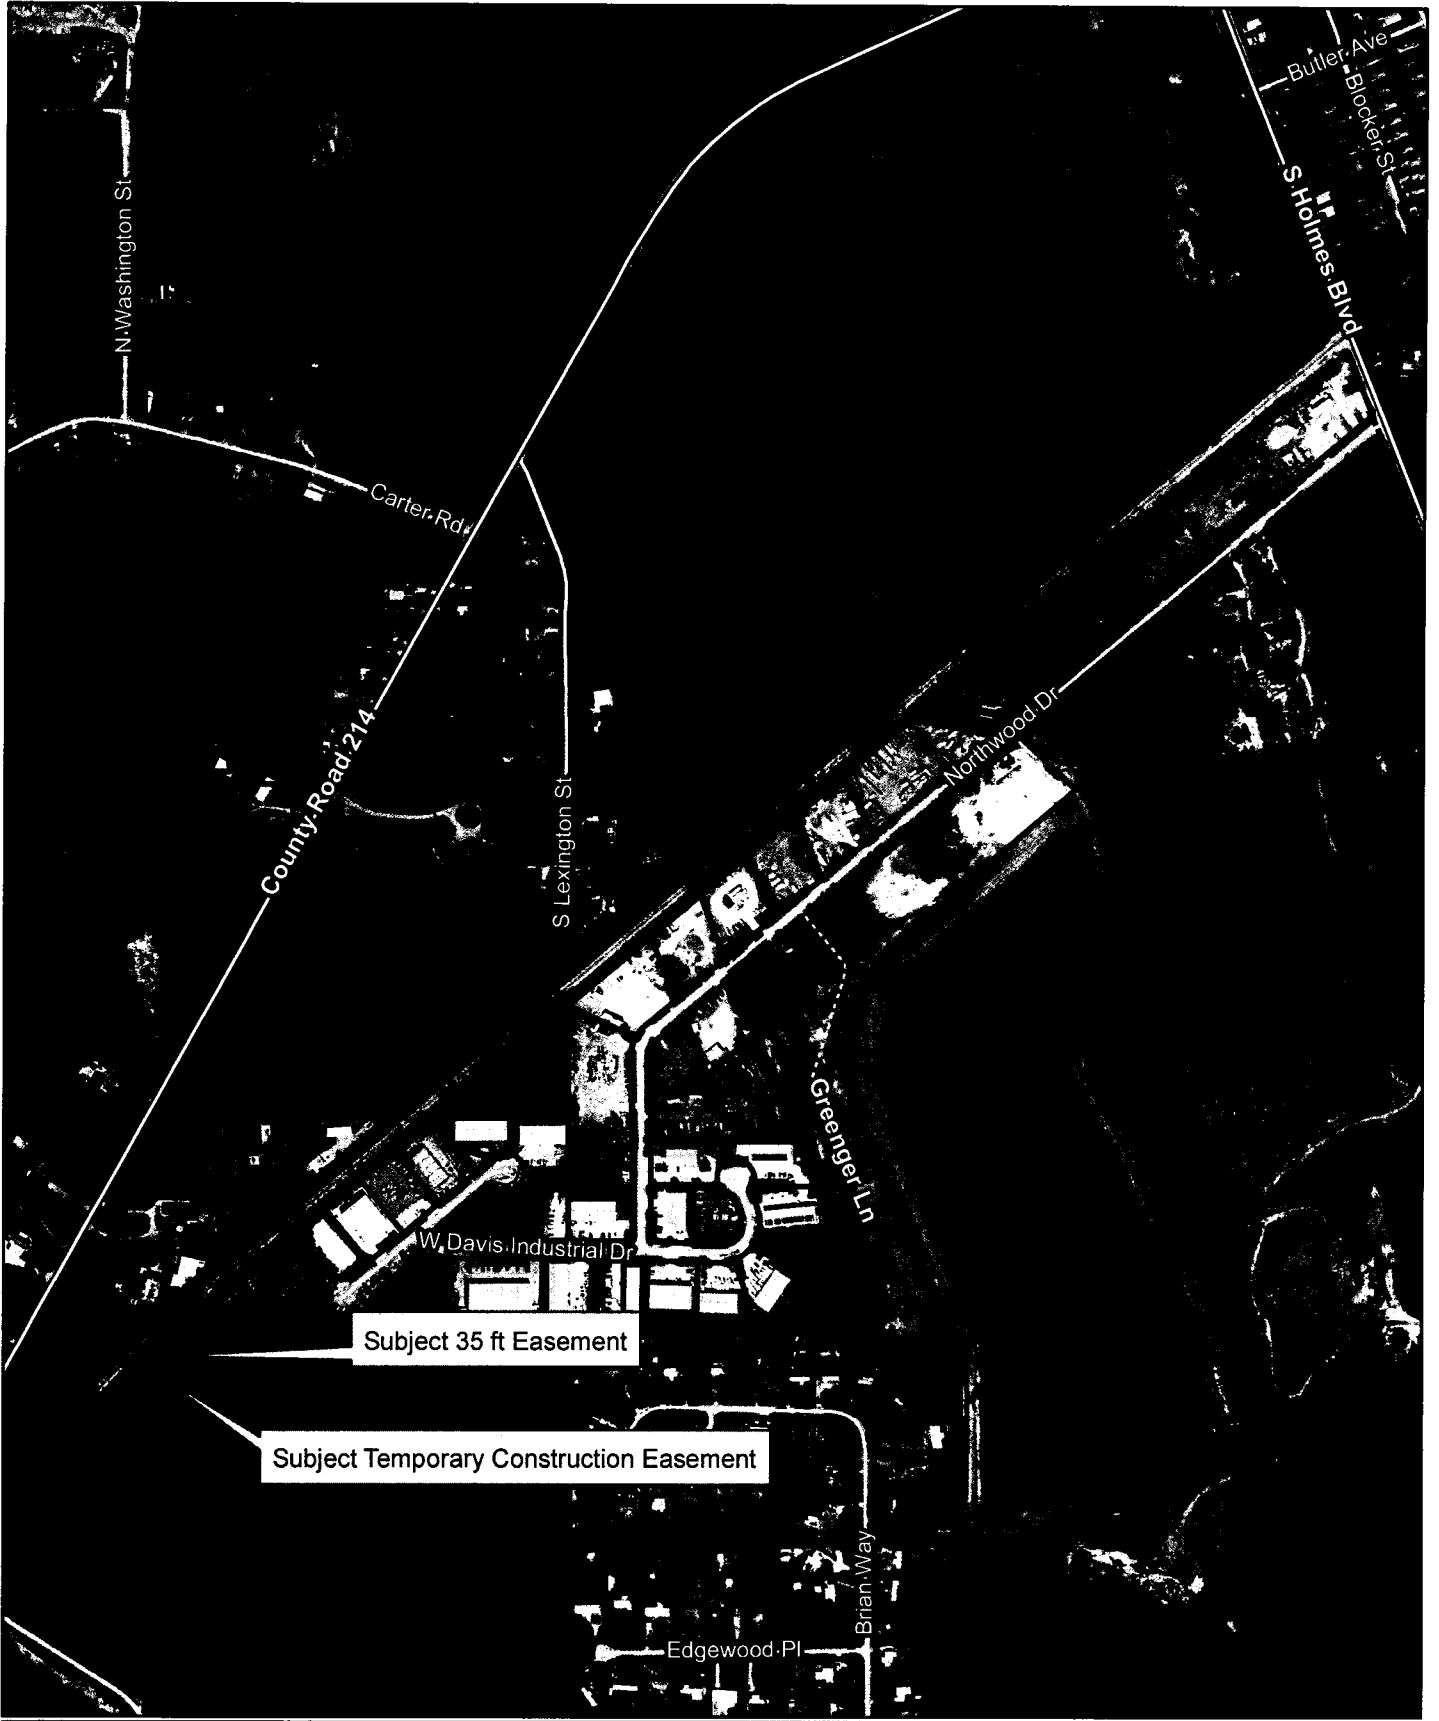 Butler Ave
Blocker St
S Holmes Blvd
N Washington St
Carter Rd
County Road 214
Northwood Dr
S Lexington St
Greenger Ln
W Davis Industrial Dr
Subject 35 ft Easement
Subject Temporary Construction Easement
Brian Way
Edgewood Pl